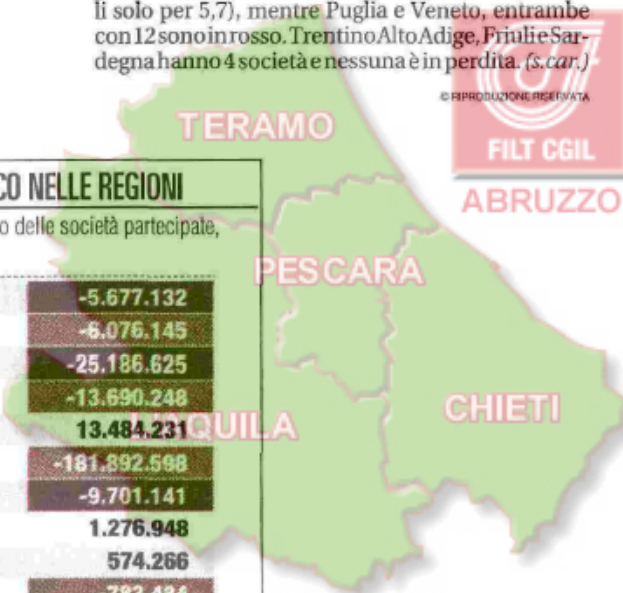 li solo per 5,7), mentre Puglia e Veneto, entrambe
con 12 sono in rosso. Trentino Alto Adige, Friuli e Sar-
degna hanno 4 società e nessuna è in perdita. (s.car.)
© RIPRODUZIONE RISERVATA
TERAMO
FILT CGIL
ABRUZZO
CO NELLE REGIONI
o delle società partecipate,
PESCARA
-5.677.132
-6.076.145
-25.186.625
-13.690.248
L'AQUILA
CHIETI
13.484.231
-181.892.598
-9.701.141
1.276.948
574.266